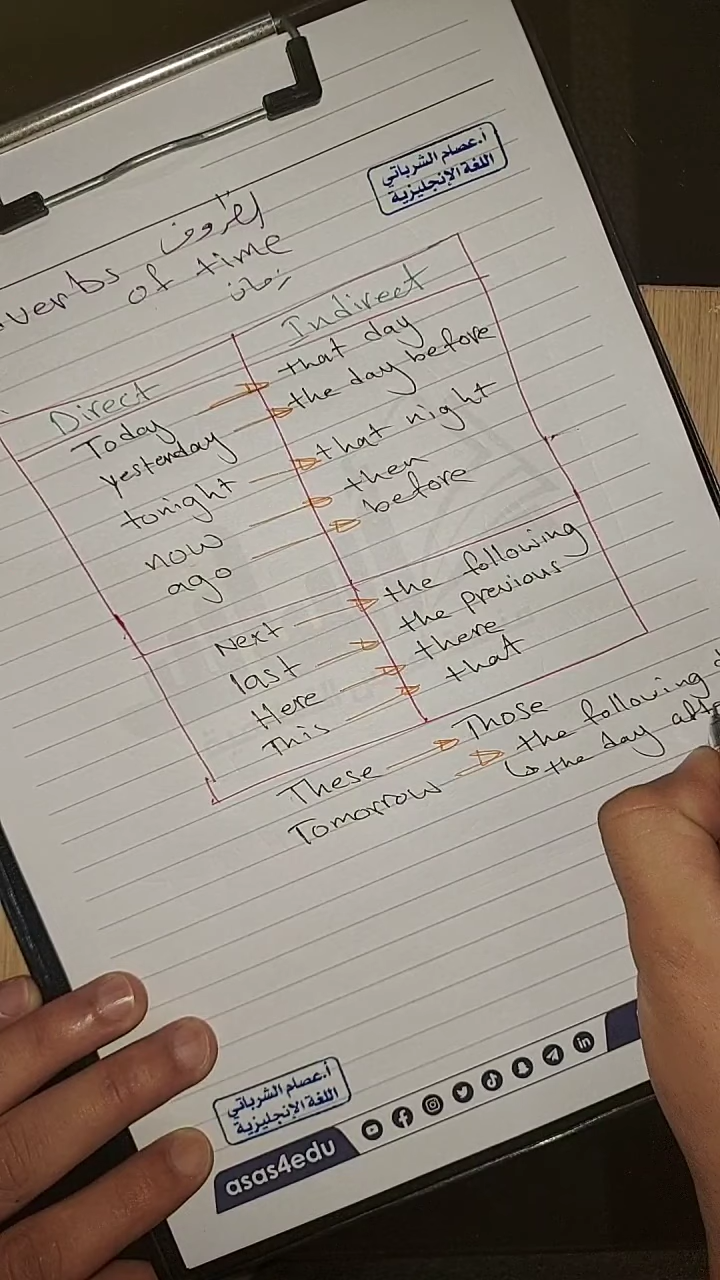 أ.عصام الشرباتي
اللغة الإنجليزية
الظروف
of time
زمان
Direct Indirect
Today that day
yesterday the day before
tonight that night
now then
ago before
Next the following
last the previous
Here there
This that
These Those
Tomorrow the following
the day
أ.عصام الشرباتي
اللغة الإنجليزية
asas4edu